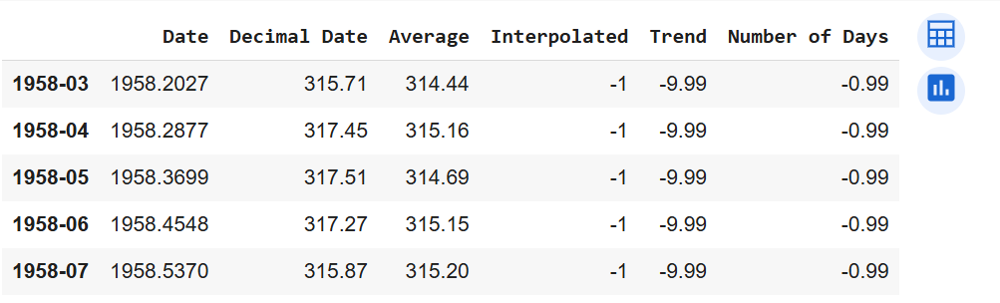 Date Decimal Date Average Interpolated Trend Number of Days
1958-03 1958.2027 315.71 314.44 -1 -9.99 -0.99
1958-04 1958.2877 317.45 315.16 -1 -9.99 -0.99
1958-05 1958.3699 317.51 314.69 -1 -9.99 -0.99
1958-06 1958.4548 317.27 315.15 -1 -9.99 -0.99
1958-07 1958.5370 315.87 315.20 -1 -9.99 -0.99